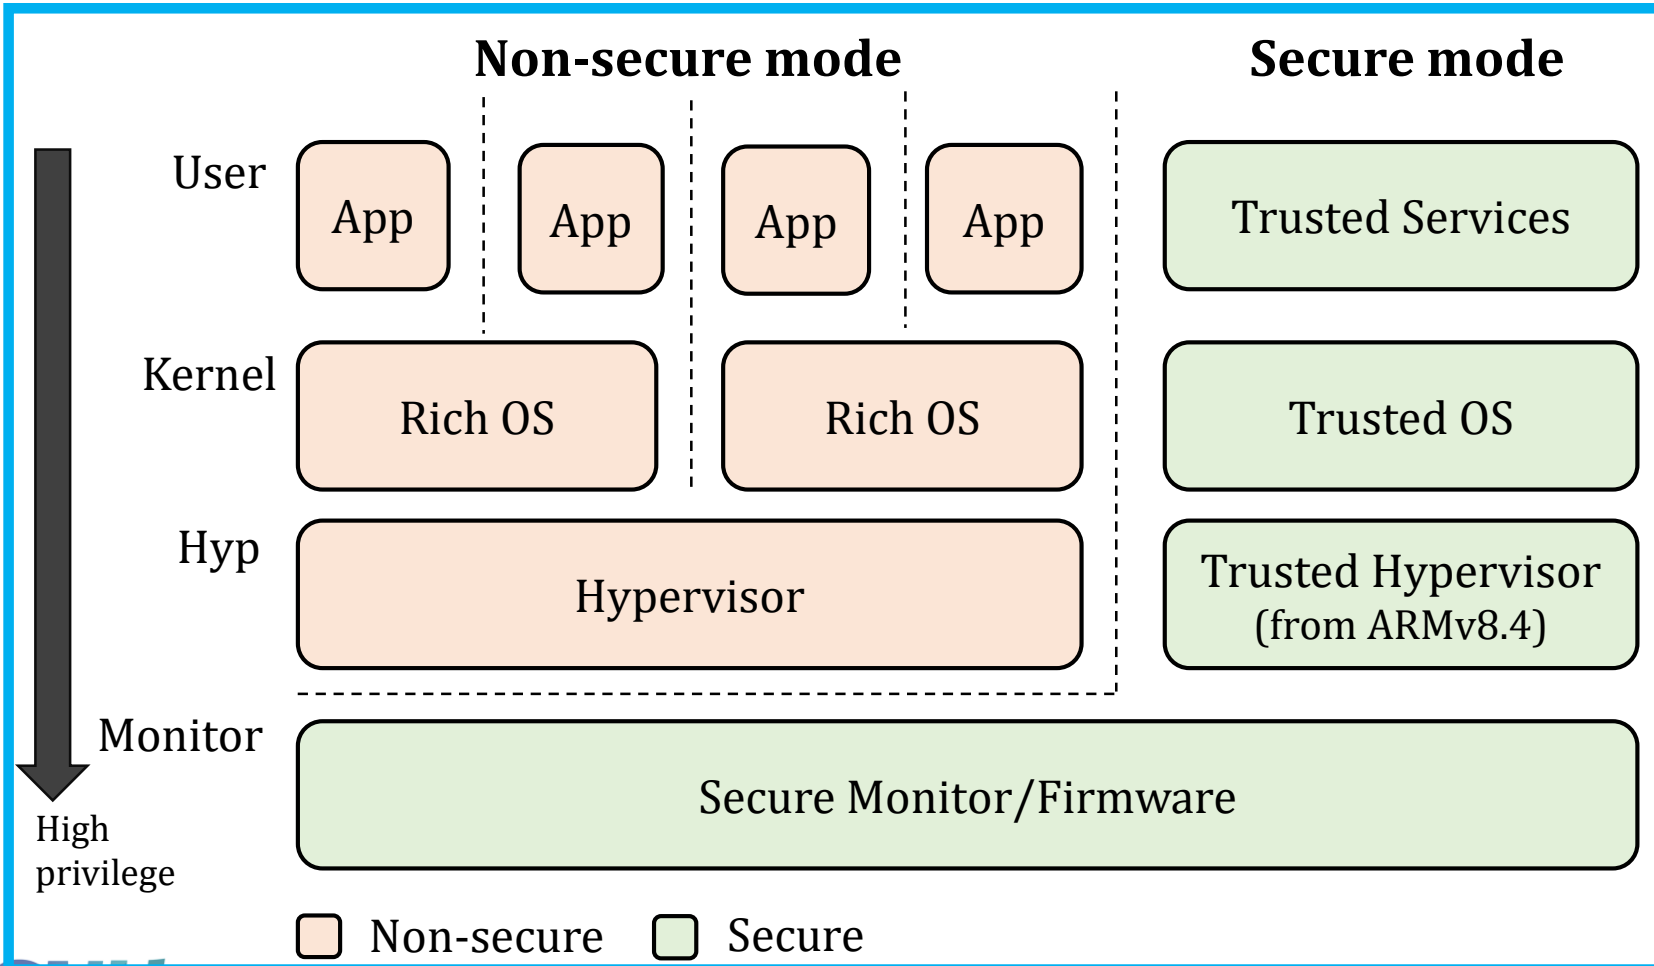 Non-secure mode
Secure mode
User
App
App
App
App
Trusted Services
Kernel
Rich OS
Rich OS
Trusted OS
Hyp
Hypervisor
Trusted Hypervisor
(from ARMv8.4)
Monitor
Secure Monitor/Firmware
High
privilege
Non-secure
Secure